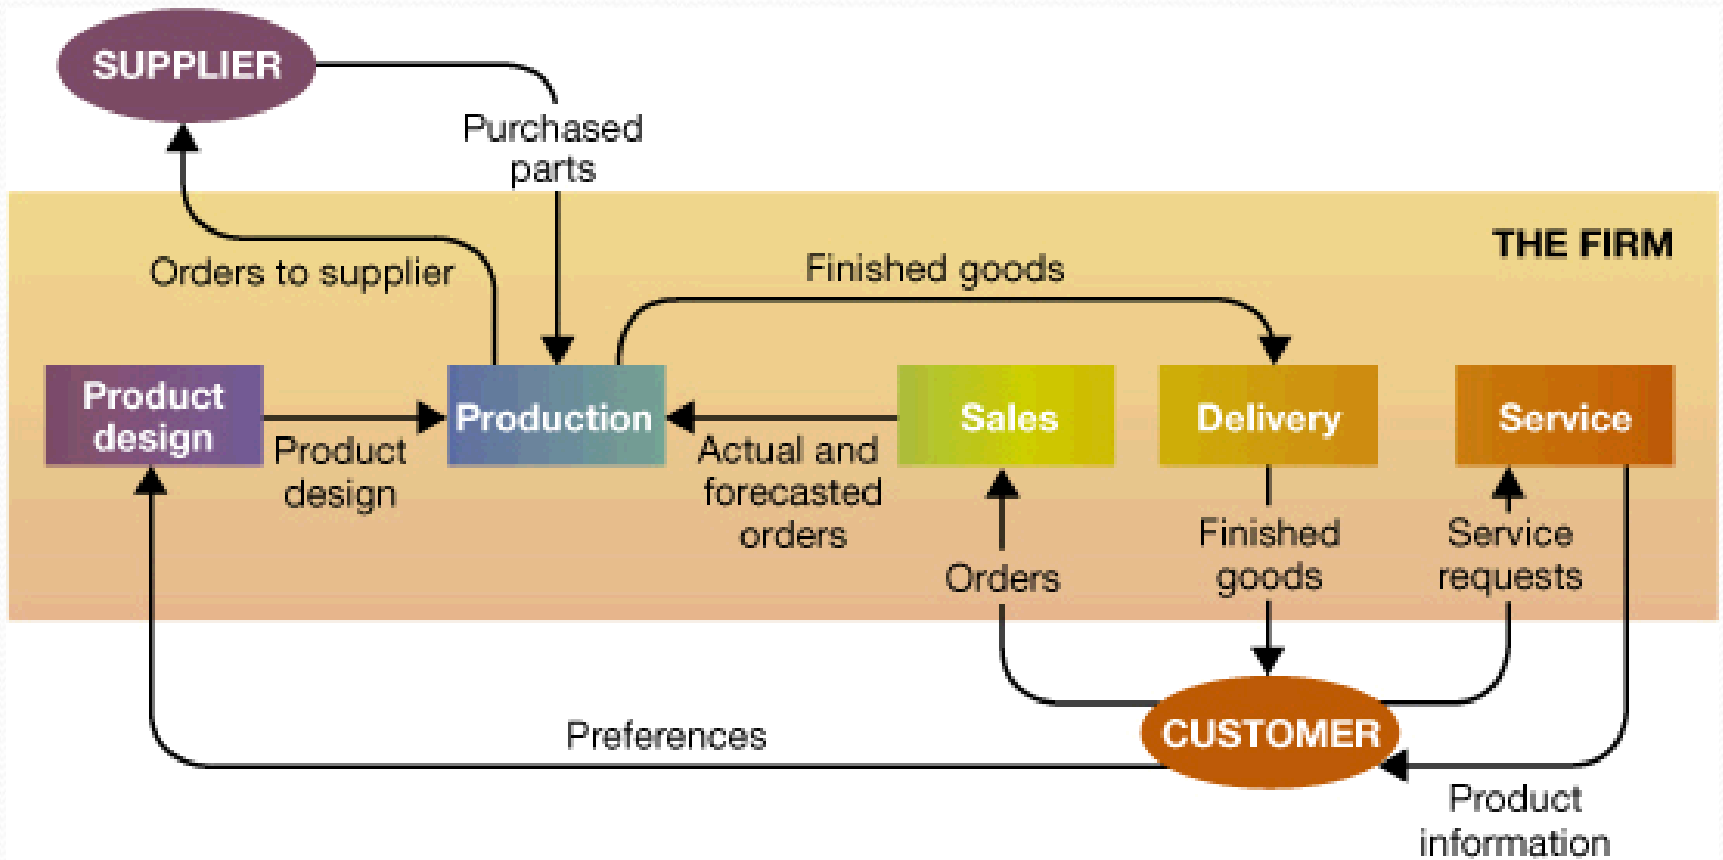 SUPPLIER
Purchased
parts
THE FIRM
Orders to supplier
Finished goods
Product
design
Production
Sales
Delivery
Service
Product
design
Actual and
forecasted
orders
Orders
Finished
goods
Service
requests
Preferences
CUSTOMER
Product
information